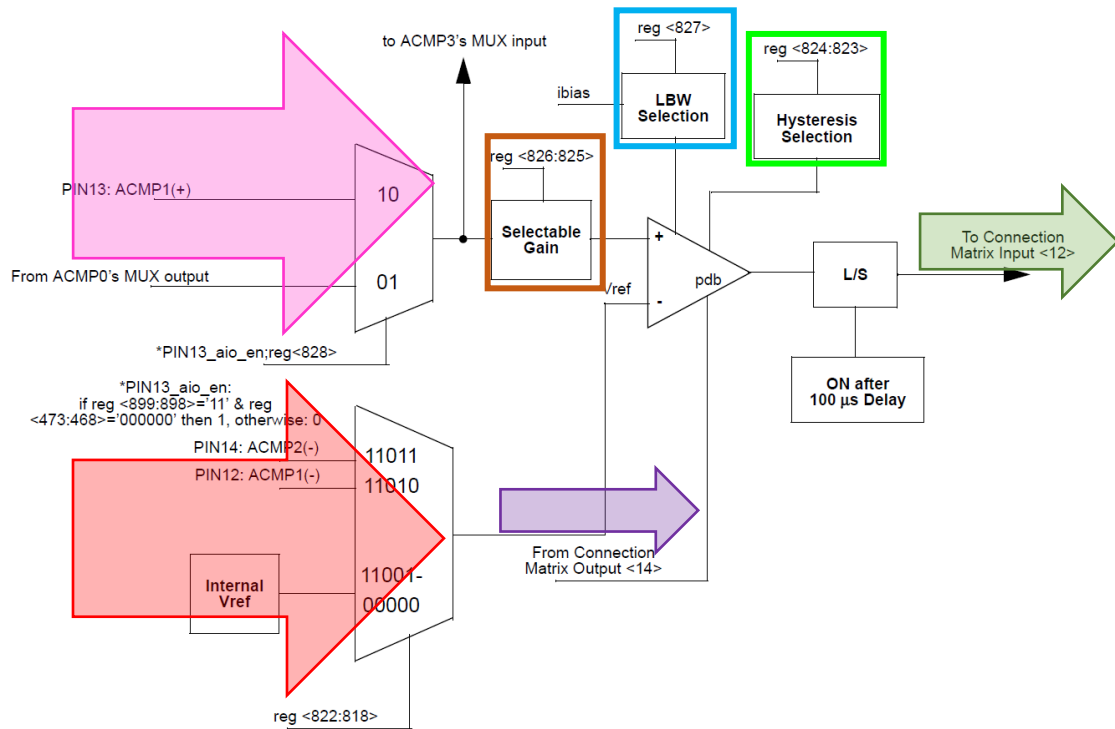 to ACMP3's MUX input
reg <827>
reg <824:823>
ibias
LBW
Selection
Hysteresis
Selection
reg <826:825>
PIN13: ACMP1(+)
10
Selectable
Gain
+
To Connection
Matrix Input <12>
From ACMP0's MUX output
01
Vref
-
pdb
L/S
*PIN13_aio_en;reg<828>
ON after
100 µs Delay
*PIN13_aio_en:
if reg <899:898>='11' & reg
<473:468>='000000' then 1, otherwise: 0
PIN14: ACMP2(-)
11011
PIN12: ACMP1(-)
11010
From Connection
Matrix Output <14>
Internal
Vref
11001-
00000
reg <822:818>